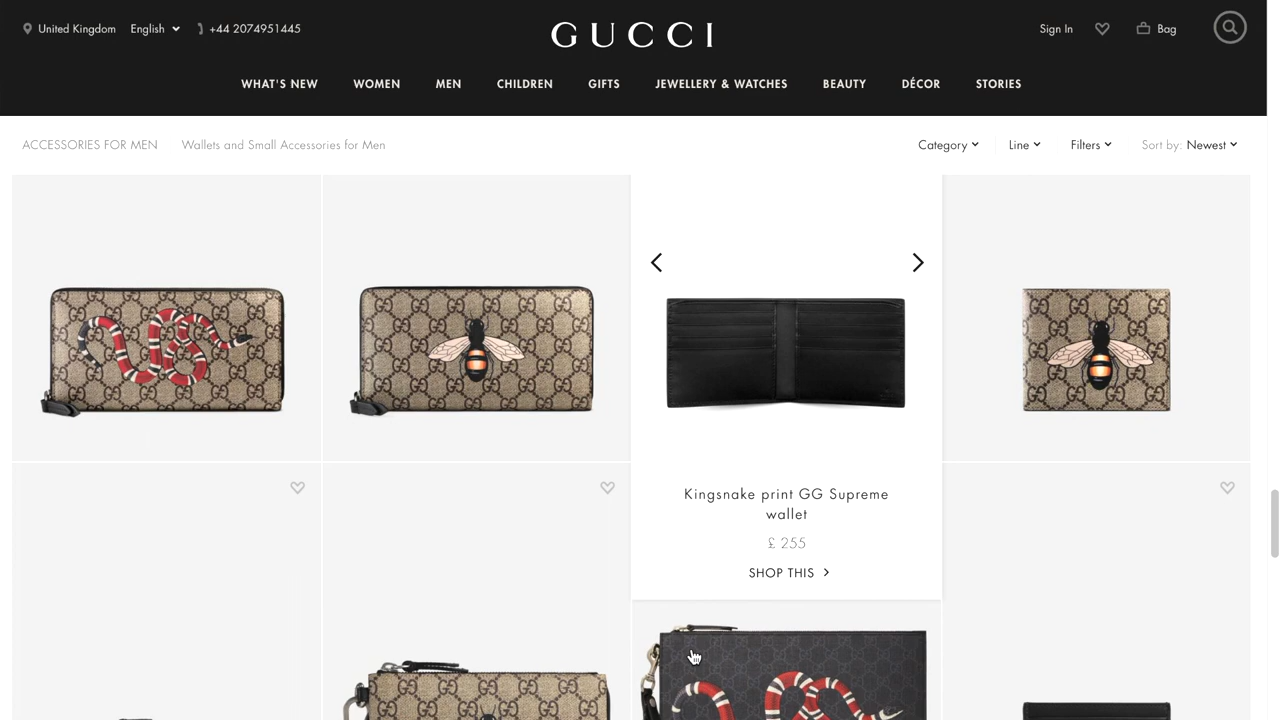 United Kingdom English +44 2074951445
GUCCI
Sign In Bag
WHAT'S NEW WOMEN MEN CHILDREN GIFTS JEWELLERY & WATCHES BEAUTY DÉCOR STORIES
ACCESSORIES FOR MEN Wallets and Small Accessories for Men
Category Line Filters Sort by: Newest
Kingsnake print GG Supreme
wallet
£ 255
SHOP THIS